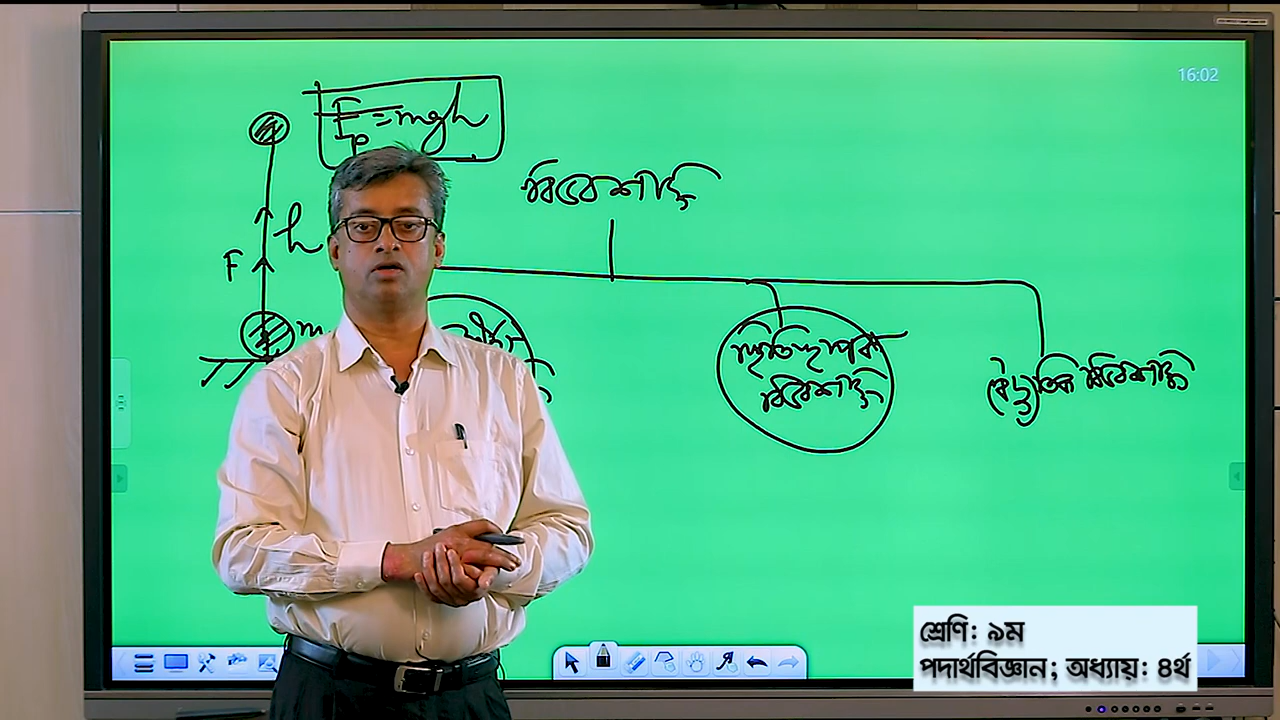 16:02
Eₚ = mgh
বিভবশক্তি
h
F
m
স্থিতিস্থাপক
বিভবশক্তি
বৈদ্যুতিক বিভবশক্তি
শ্রেণি: ৯ম
পদার্থবিজ্ঞান; অধ্যায়: ৪র্থ